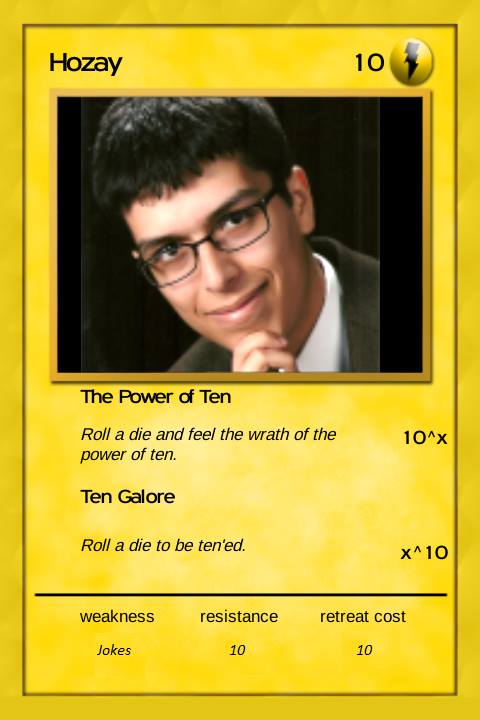 Hozay 10
The Power of Ten
Roll a die and feel the wrath of the 10^x
power of ten.
Ten Galore
Roll a die to be ten'ed. x^10
weakness resistance retreat cost
Jokes 10 10